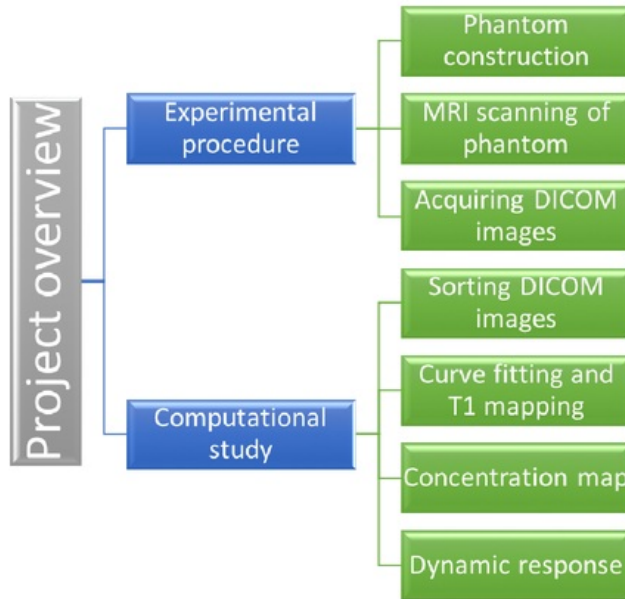 Project overview
Experimental
procedure
Phantom
construction
MRI scanning of
phantom
Acquiring DICOM
images
Computational
study
Sorting DICOM
images
Curve fitting and
T1 mapping
Concentration map
Dynamic response